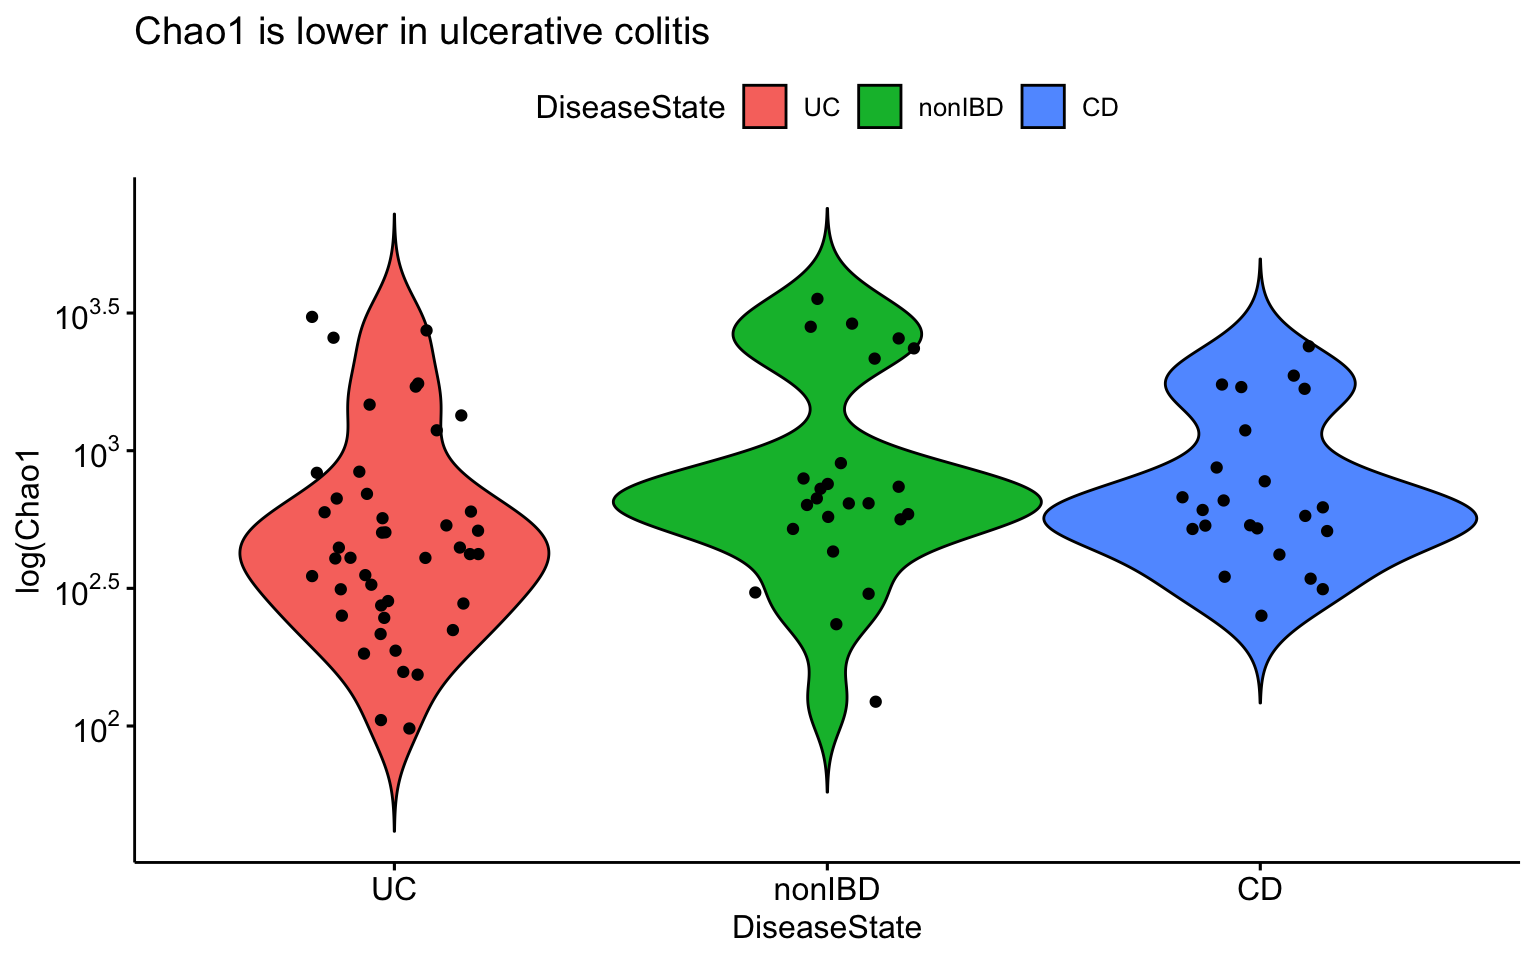 Chao1 is lower in ulcerative colitis
DiseaseState UC nonIBD CD
log(Chao1)
10^3.5
10^3
10^2.5
10^2
UC nonIBD CD
DiseaseState